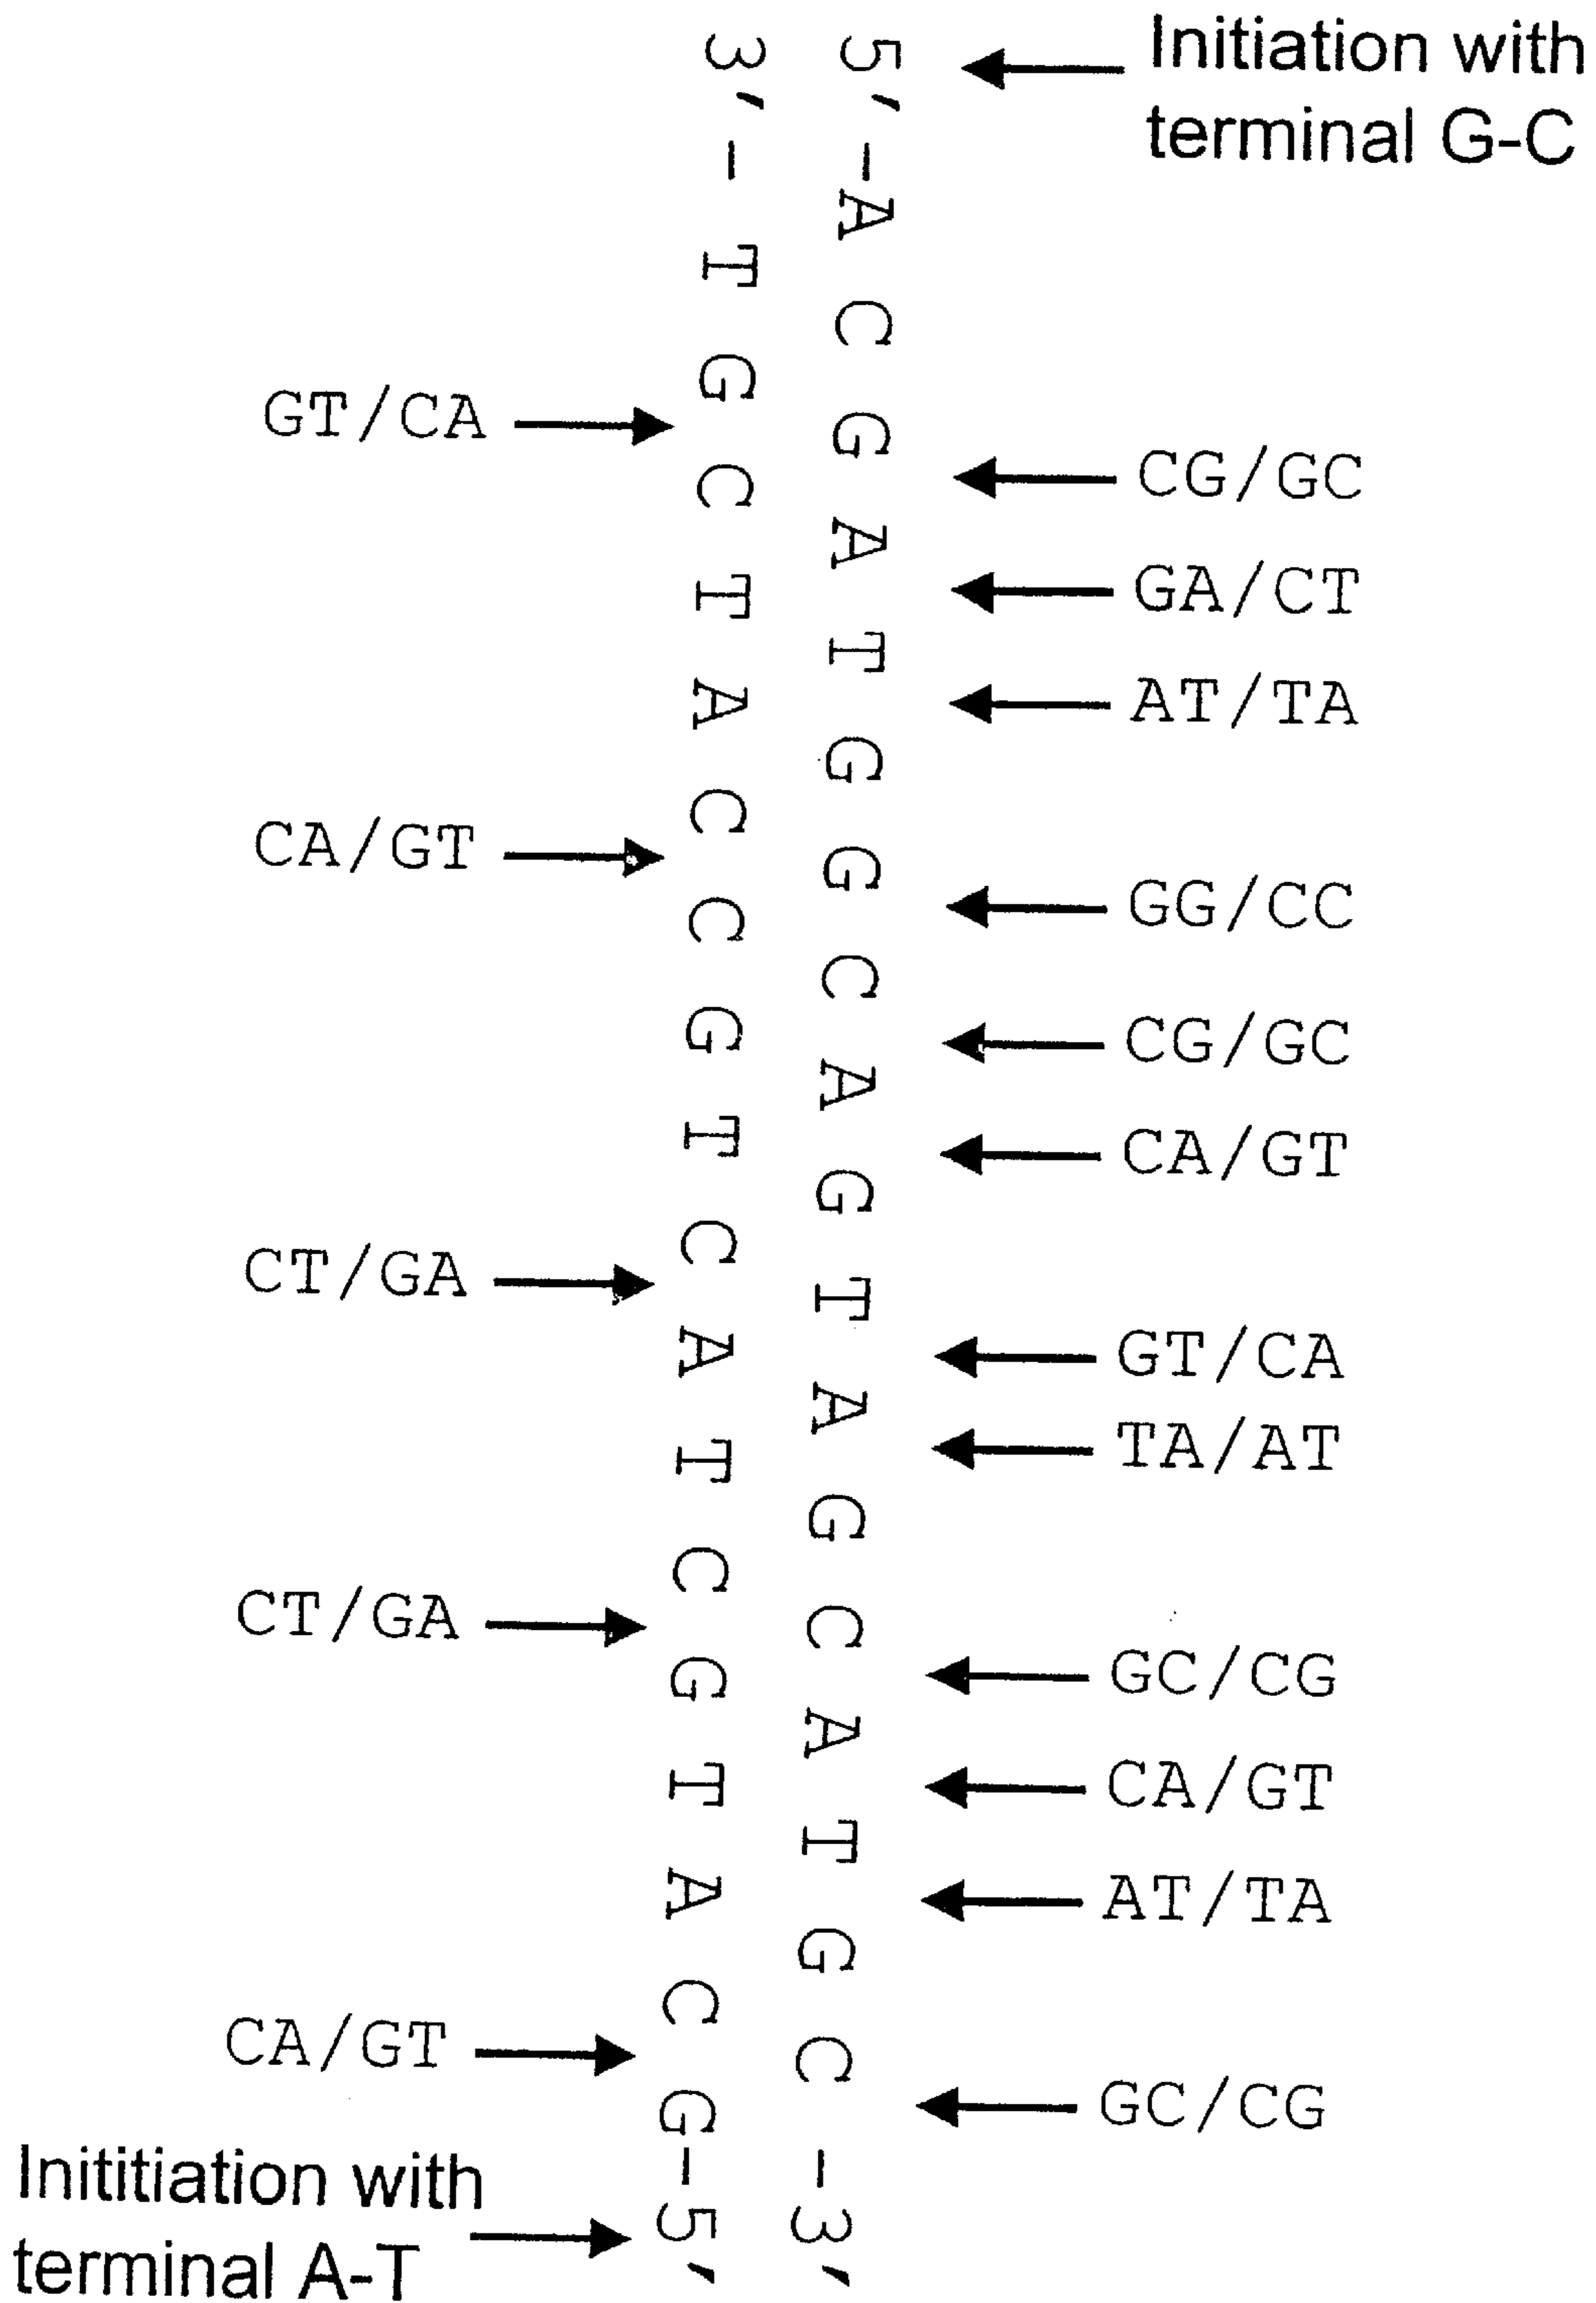 Initiation with
terminal G-C
5'-ACGATGGCAGTAGCATGC-3'
3'-TGCTACCGTCATCGTACG-5'
GT/CA
CG/GC
GA/CT
AT/TA
CA/GT
GG/CC
CG/GC
CA/GT
CT/GA
GT/CA
TA/AT
CT/GA
GC/CG
CA/GT
AT/TA
CA/GT
GC/CG
Inititiation with
terminal A-T